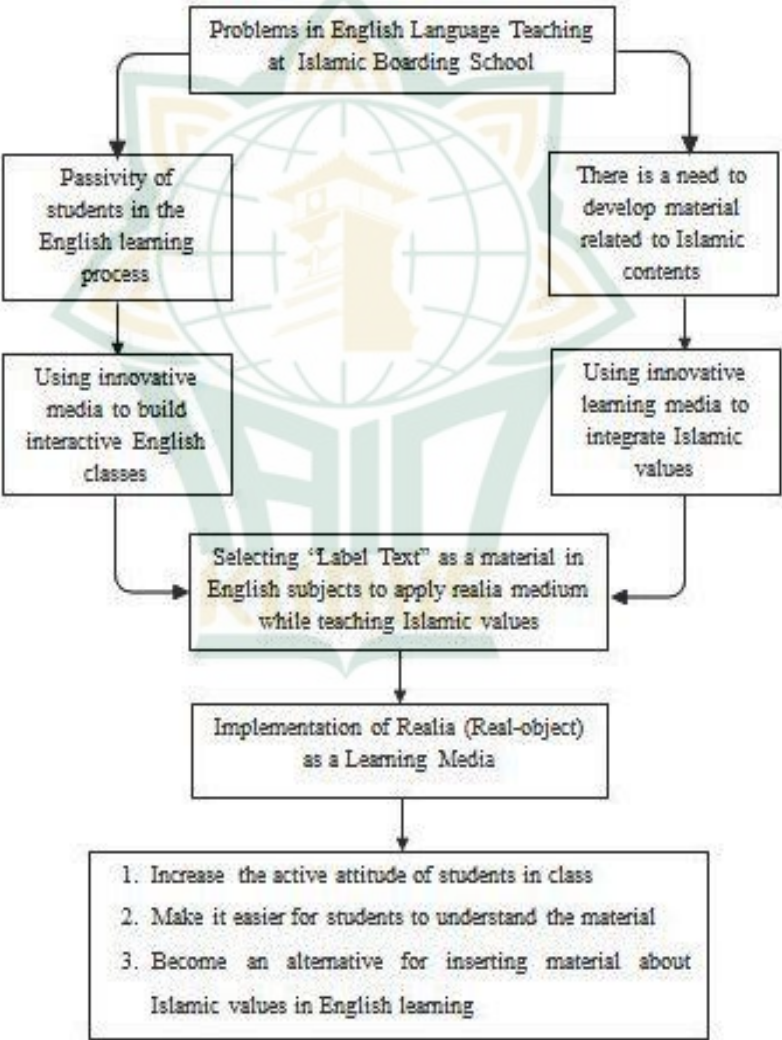 Problems in English Language Teaching
at Islamic Boarding School
Passivity of
students in the
English learning
process
There is a need to
develop material
related to Islamic
contents
Using innovative
media to build
interactive English
classes
Using innovative
learning media to
integrate Islamic
values
Selecting “Label Text” as a material in
English subjects to apply realia medium
while teaching Islamic values
Implementation of Realia (Real-object)
as a Learning Media
1. Increase the active attitude of students in class
2. Make it easier for students to understand the material
3. Become an alternative for inserting material about
Islamic values in English learning